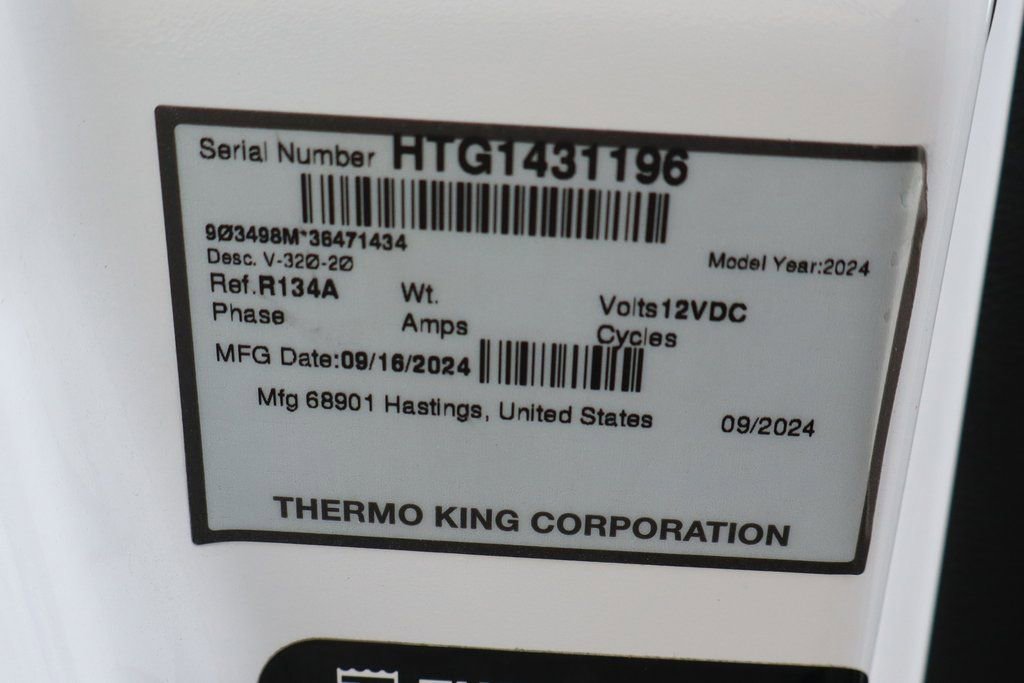 Serial Number HTG1431196
9Ø3498M*36471434
Desc. V-32Ø-2Ø
Model Year:2024
Ref.R134A Wt. Volts12VDC
Phase Amps Cycles
MFG Date:09/16/2024
Mfg 68901 Hastings, United States 09/2024
THERMO KING CORPORATION